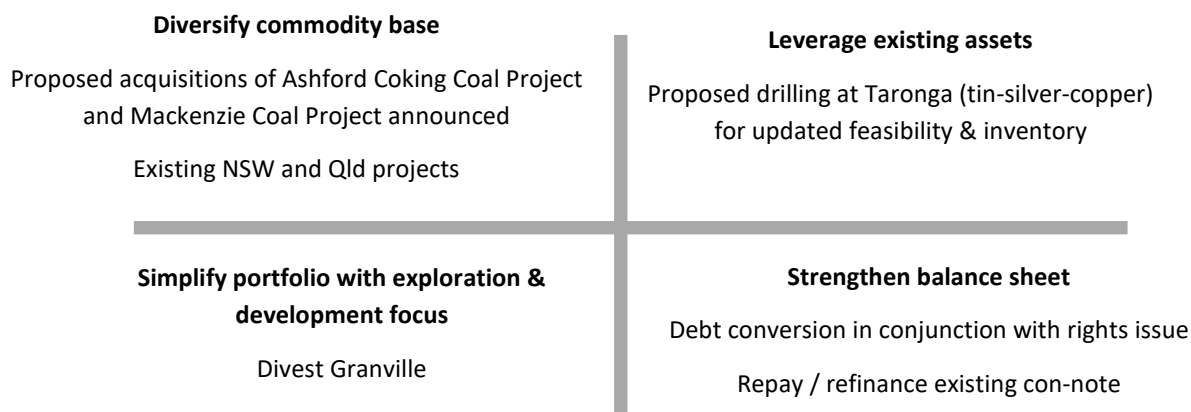 Diversify commodity base
Proposed acquisitions of Ashford Coking Coal Project
and Mackenzie Coal Project announced
Existing NSW and Qld projects
Leverage existing assets
Proposed drilling at Taronga (tin-silver-copper)
for updated feasibility & inventory
Simplify portfolio with exploration &
development focus
Divest Granville
Strengthen balance sheet
Debt conversion in conjunction with rights issue
Repay / refinance existing con-note